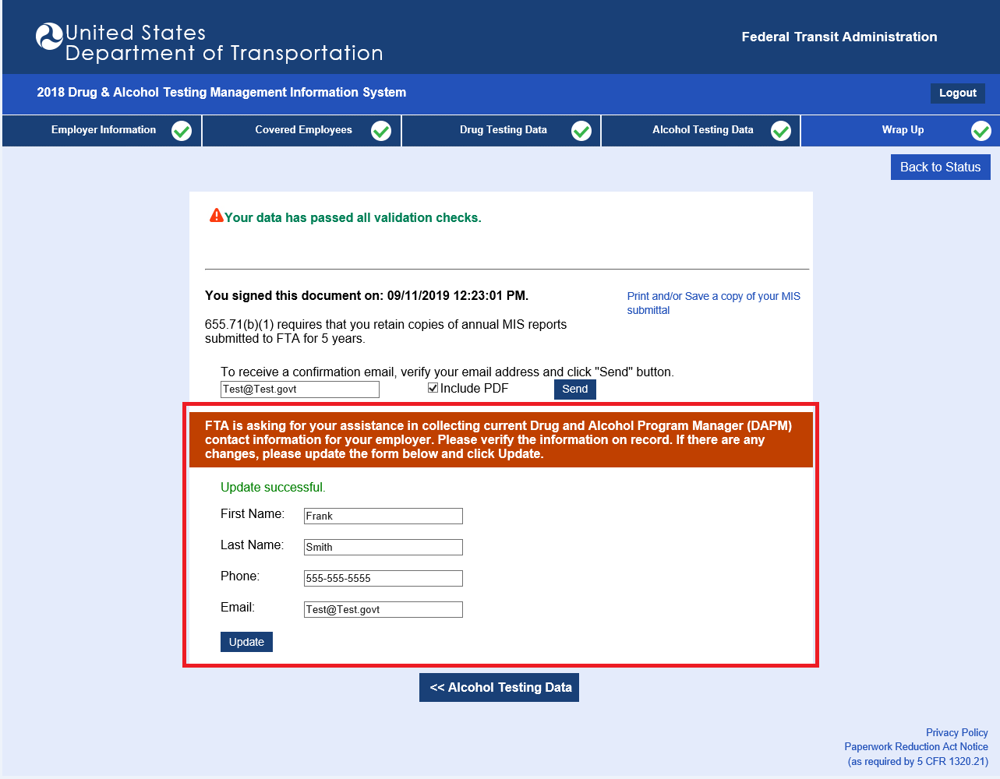 United States
Department of Transportation
Federal Transit Administration
2018 Drug & Alcohol Testing Management Information System
Logout
Employer Information
Covered Employees
Drug Testing Data
Alcohol Testing Data
Wrap Up
Back to Status
Your data has passed all validation checks.
You signed this document on: 09/11/2019 12:23:01 PM.
Print and/or Save a copy of your MIS
submittal
655.71(b)(1) requires that you retain copies of annual MIS reports
submitted to FTA for 5 years.
To receive a confirmation email, verify your email address and click "Send" button.
Test@Test.govt
Include PDF
Send
FTA is asking for your assistance in collecting current Drug and Alcohol Program Manager (DAPM)
contact information for your employer. Please verify the information on record. If there are any
changes, please update the form below and click Update.
Update successful.
First Name:
Frank
Last Name:
Smith
Phone:
555-555-5555
Email:
Test@Test.govt
Update
<< Alcohol Testing Data
Privacy Policy
Paperwork Reduction Act Notice
(as required by 5 CFR 1320.21)